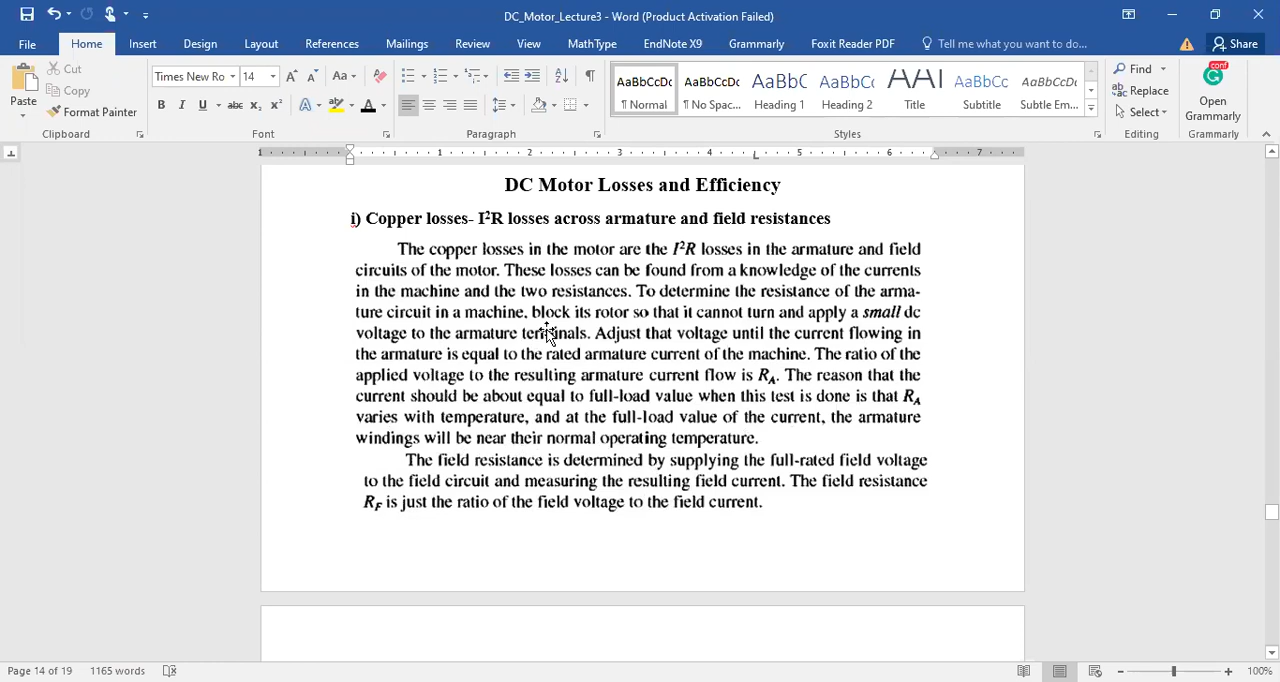 DC_Motor_Lecture3 - Word (Product Activation Failed)
File Home Insert Design Layout References Mailings Review View MathType EndNote X9 Grammarly Foxit Reader PDF Tell me what you want to do... Share
Paste Cut Copy Format Painter
Clipboard
Times New Ro 14
Font
Paragraph
AaBbCcDc AaBbCcDc AaBbC AaBbCc AAI AaBbCc AaBbCcDc
¶ Normal ¶ No Spac... Heading 1 Heading 2 Title Subtitle Subtle Em...
Styles
Find
Replace
Select
Editing
Open Grammarly
Grammarly
1 1 2 3 4 5 6 7
DC Motor Losses and Efficiency
i) Copper losses- I²R losses across armature and field resistances
The copper losses in the motor are the I²R losses in the armature and field
circuits of the motor. These losses can be found from a knowledge of the currents
in the machine and the two resistances. To determine the resistance of the arma-
ture circuit in a machine, block its rotor so that it cannot turn and apply a small dc
voltage to the armature terminals. Adjust that voltage until the current flowing in
the armature is equal to the rated armature current of the machine. The ratio of the
applied voltage to the resulting armature current flow is R_A. The reason that the
current should be about equal to full-load value when this test is done is that R_A
varies with temperature, and at the full-load value of the current, the armature
windings will be near their normal operating temperature.
The field resistance is determined by supplying the full-rated field voltage
to the field circuit and measuring the resulting field current. The field resistance
R_F is just the ratio of the field voltage to the field current.
Page 14 of 19 1165 words 100%